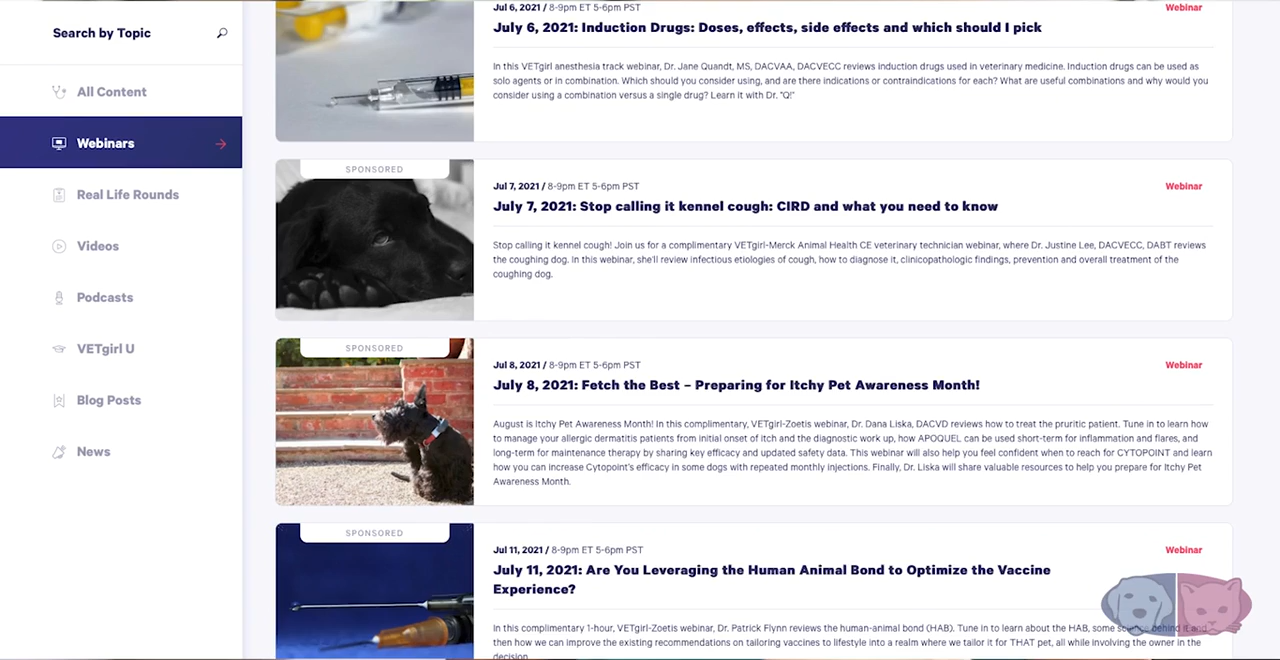 Search by Topic
All Content
Webinars
Real Life Rounds
Videos
Podcasts
VETgirl U
Blog Posts
News
Jul 6, 2021 / 8-9pm ET 5-6pm PST
Webinar
July 6, 2021: Induction Drugs: Doses, effects, side effects and which should I pick
In this VETgirl anesthesia track webinar, Dr. Jane Quandt, MS, DACVAA, DACVECC reviews induction drugs used in veterinary medicine. Induction drugs can be used as
solo agents or in combination. Which should you consider using, and are there indications or contraindications for each? What are useful combinations and why would you
consider using a combination versus a single drug? Learn it with Dr. "Q!"
SPONSORED
Jul 7, 2021 / 8-9pm ET 5-6pm PST
Webinar
July 7, 2021: Stop calling it kennel cough: CIRD and what you need to know
Stop calling it kennel cough! Join us for a complimentary VETgirl-Merck Animal Health CE veterinary technician webinar, where Dr. Justine Lee, DACVECC, DABT reviews
the coughing dog. In this webinar, she'll review infectious etiologies of cough, how to diagnose it, clinicopathologic findings, prevention and overall treatment of the
coughing dog.
SPONSORED
Jul 8, 2021 / 8-9pm ET 5-6pm PST
Webinar
July 8, 2021: Fetch the Best – Preparing for Itchy Pet Awareness Month!
August is Itchy Pet Awareness Month! In this complimentary, VETgirl-Zoetis webinar, Dr. Dana Liska, DACVD reviews how to treat the pruritic patient. Tune in to learn how
to manage your allergic dermatitis patients from initial onset of itch and the diagnostic work up, how APOQUEL can be used short-term for inflammation and flares, and
long-term for maintenance therapy by sharing key efficacy and updated safety data. This webinar will also help you feel confident when to reach for CYTOPOINT and learn
how you can increase Cytopoint's efficacy in some dogs with repeated monthly injections. Finally, Dr. Liska will share valuable resources to help you prepare for Itchy Pet
Awareness Month.
SPONSORED
Jul 11, 2021 / 8-9pm ET 5-6pm PST
Webinar
July 11, 2021: Are You Leveraging the Human Animal Bond to Optimize the Vaccine
Experience?
In this complimentary 1-hour, VETgirl-Zoetis webinar, Dr. Patrick Flynn reviews the human-animal bond (HAB). Tune in to learn about the HAB, some science behind it and
then how we can improve the existing recommendations on tailoring vaccines to lifestyle into a realm where we tailor it for THAT pet, all while involving the owner in the
decision